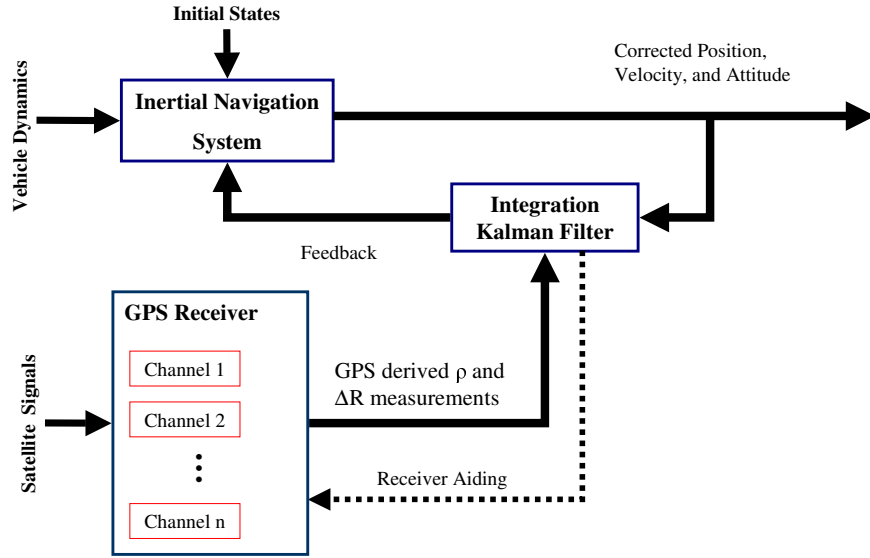 Initial States
Corrected Position,
Velocity, and Attitude
Vehicle Dynamics
Inertial Navigation
System
Integration
Kalman Filter
Feedback
GPS Receiver
Channel 1
GPS derived ρ and
ΔR measurements
Channel 2
Satellite Signals
Receiver Aiding
Channel n